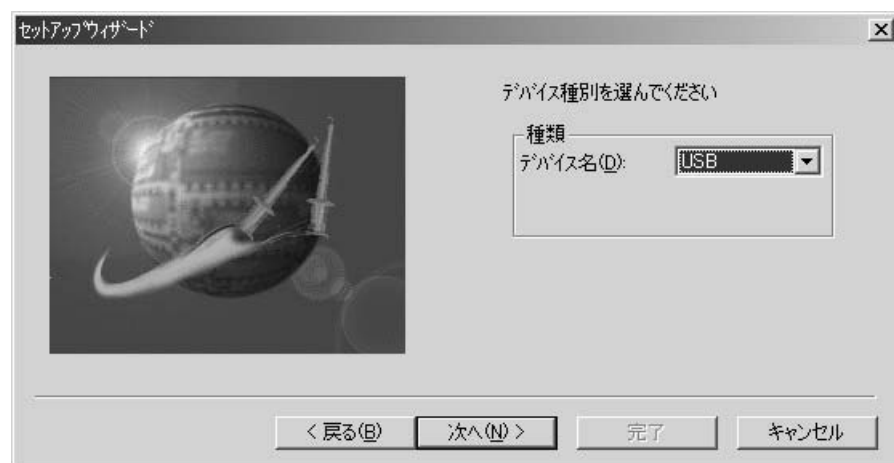 ｾｯﾄｱｯﾌﾟｳｨｻﾞｰﾄﾞ
ﾃﾞﾊﾞｲｽ種別を選んでください
種類
ﾃﾞﾊﾞｲｽ名(D):
USB
< 戻る(B)
次へ(N) >
完了
ｷｬﾝｾﾙ